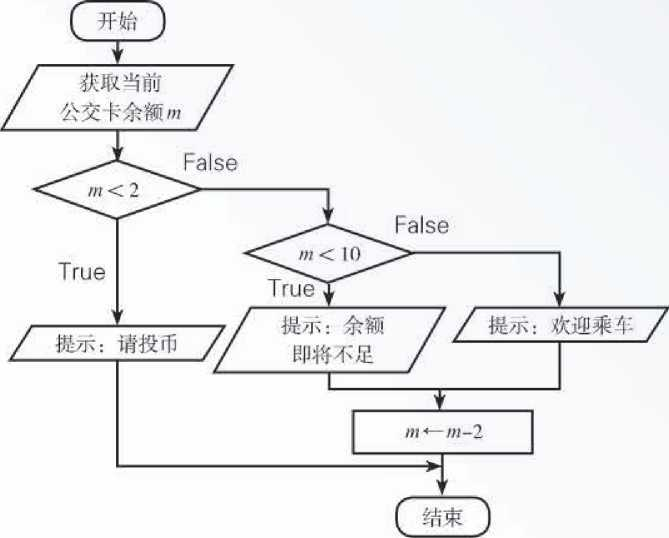 开始
获取当前
公交卡余额m
False
m<2
False
m<10
True
True
提示：余额
即将不足
提示：欢迎乘车
提示：请投币
m←m-2
结束